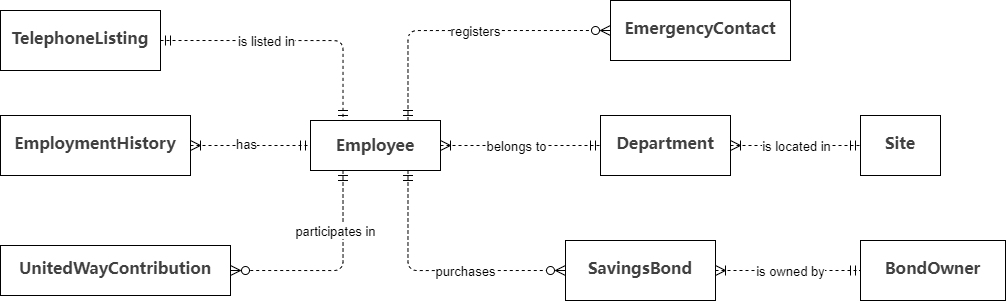 TelephoneListing
is listed in
registers
EmergencyContact
EmploymentHistory
has
Employee
belongs to
Department
is located in
Site
participates in
UnitedWayContribution
purchases
SavingsBond
is owned by
BondOwner